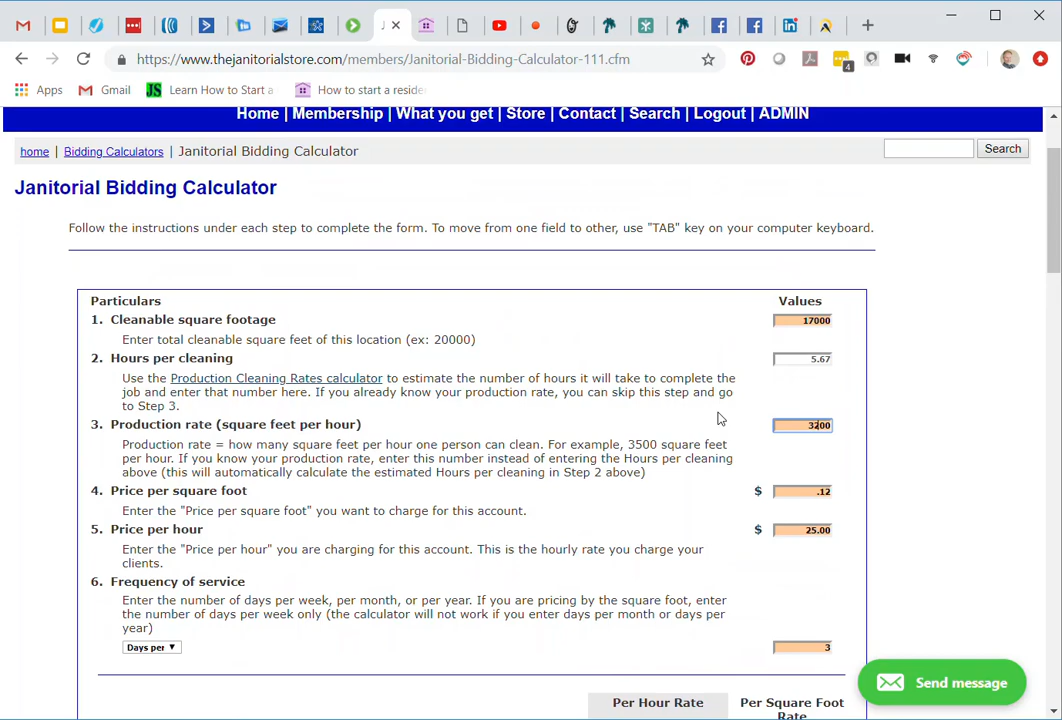 4
https://www.thejanitorialstore.com/members/Janitorial-Bidding-Calculator-111.cfm
Apps Gmail JS Learn How to Start a How to start a reside
Home | Membership | What you get | Store | Contact | Search | Logout | ADMIN
home | Bidding Calculators | Janitorial Bidding Calculator Search
Janitorial Bidding Calculator
Follow the instructions under each step to complete the form. To move from one field to other, use "TAB" key on your computer keyboard.
Particulars Values
1. Cleanable square footage 17000
Enter total cleanable square feet of this location (ex: 20000)
2. Hours per cleaning 5.67
Use the Production Cleaning Rates calculator to estimate the number of hours it will take to complete the
job and enter that number here. If you already know your production rate, you can skip this step and go
to Step 3.
3. Production rate (square feet per hour) 3200
Production rate = how many square feet per hour one person can clean. For example, 3500 square feet
per hour. If you know your production rate, enter this number instead of entering the Hours per cleaning
above (this will automatically calculate the estimated Hours per cleaning in Step 2 above)
4. Price per square foot $ .12
Enter the "Price per square foot" you want to charge for this account.
5. Price per hour $ 25.00
Enter the "Price per hour" you are charging for this account. This is the hourly rate you charge your
clients.
6. Frequency of service
Enter the number of days per week, per month, or per year. If you are pricing by the square foot, enter
the number of days per week only (the calculator will not work if you enter days per month or days per
year)
Days per 3
Per Hour Rate Per Square Foot
Rate
Send message